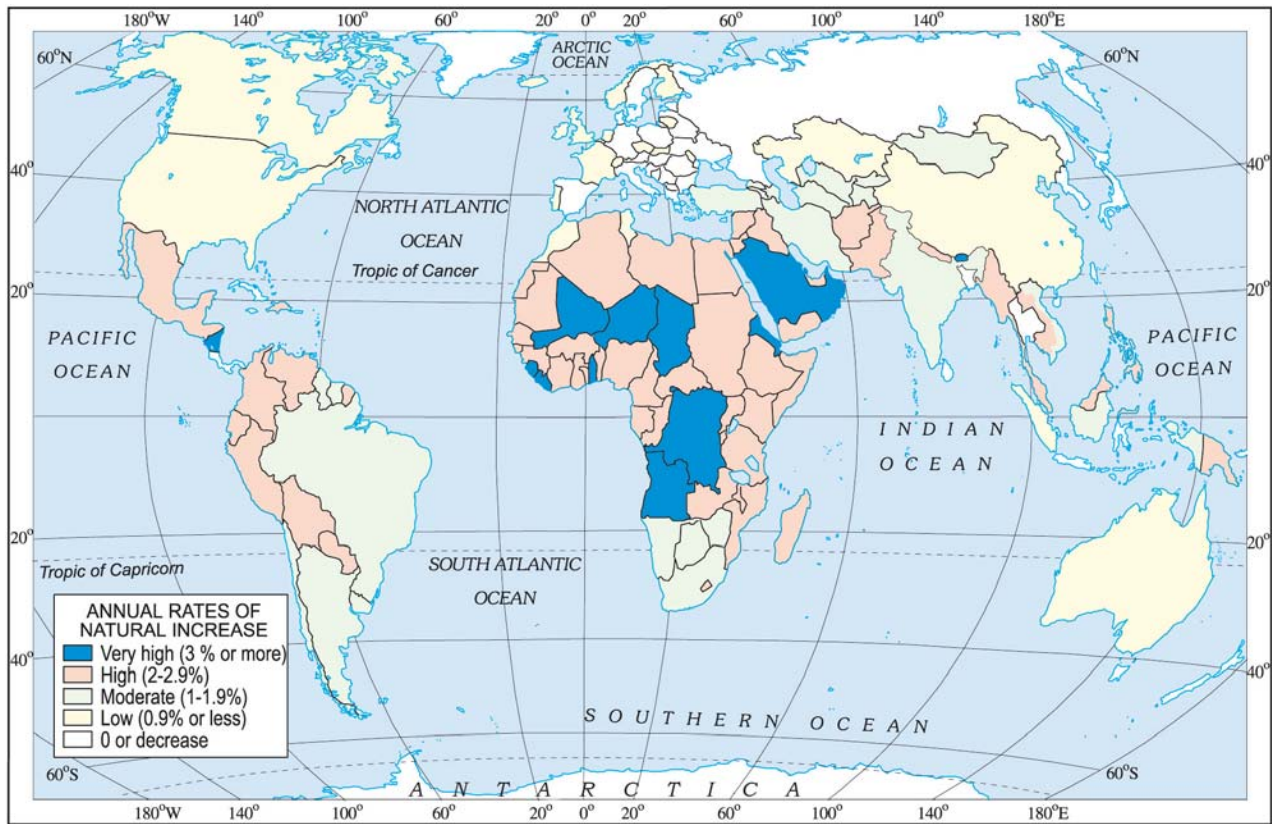 180°W 140° 100° 60° 20° 0° 20° 60° 100° 140° 180°E
60°N
ARCTIC
OCEAN
60°N
40°
40°
NORTH ATLANTIC
OCEAN
Tropic of Cancer
20°
20°
PACIFIC
OCEAN
PACIFIC
OCEAN
INDIAN
OCEAN
20°
20°
Tropic of Capricorn
SOUTH ATLANTIC
OCEAN
ANNUAL RATES OF
NATURAL INCREASE
Very high (3 % or more)
High (2-2.9%)
Moderate (1-1.9%)
Low (0.9% or less)
0 or decrease
40°
40°
SOUTHERN OCEAN
60°S
60°S
ANTARCTICA
180°W 140° 100° 60° 20° 0° 20° 60° 100° 140° 180°E